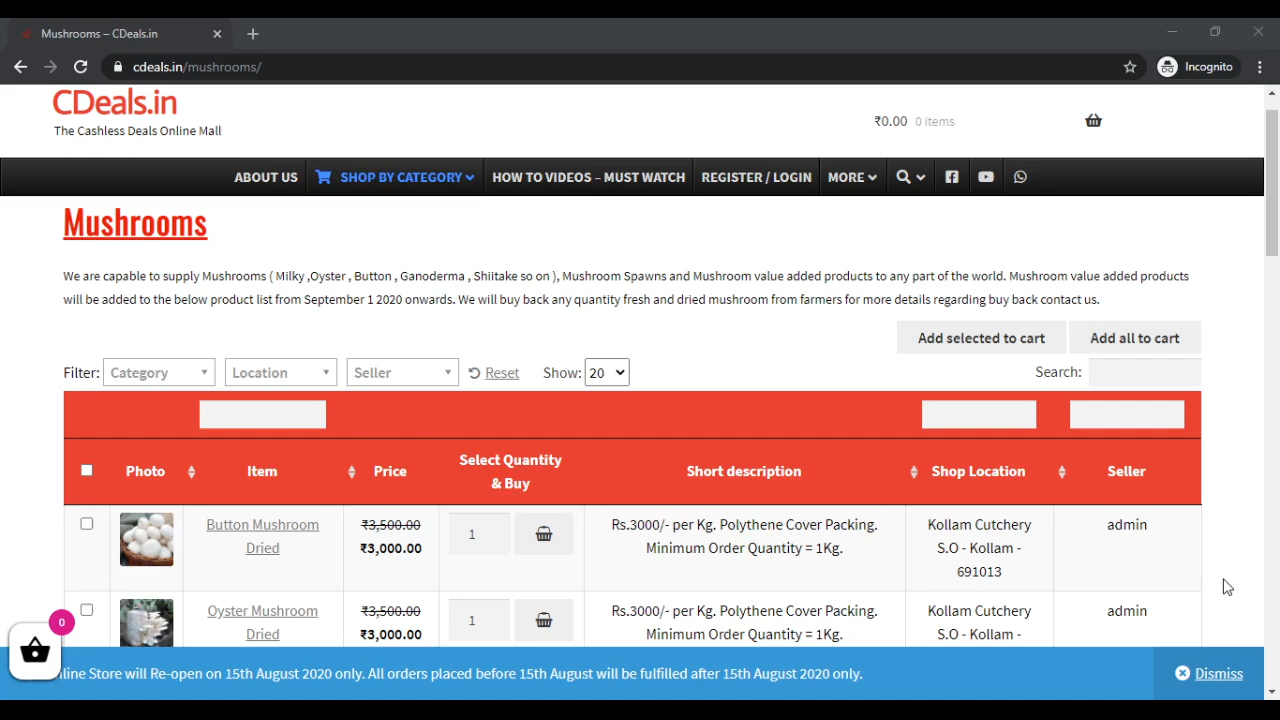 Mushrooms – CDeals.in
cdeals.in/mushrooms/
Incognito
CDeals.in
The Cashless Deals Online Mall
₹0.00 0 items
ABOUT US SHOP BY CATEGORY HOW TO VIDEOS – MUST WATCH REGISTER / LOGIN MORE
Mushrooms
We are capable to supply Mushrooms ( Milky ,Oyster , Button , Ganoderma , Shiitake so on ), Mushroom Spawns and Mushroom value added products to any part of the world. Mushroom value added products
will be added to the below product list from September 1 2020 onwards. We will buy back any quantity fresh and dried mushroom from farmers for more details regarding buy back contact us.
Add selected to cart Add all to cart
Filter: Category Location Seller Reset Show: 20 Search:
Photo Item Price Select Quantity & Buy Short description Shop Location Seller
Button Mushroom Dried
₹3,500.00
₹3,000.00
1
Rs.3000/- per Kg. Polythene Cover Packing.
Minimum Order Quantity = 1Kg.
Kollam Cutchery
S.O - Kollam -
691013
admin
Oyster Mushroom
Dried
₹3,500.00
₹3,000.00
1
Rs.3000/- per Kg. Polythene Cover Packing.
Minimum Order Quantity = 1Kg.
Kollam Cutchery
S.O - Kollam -
admin
0
Store will Re-open on 15th August 2020 only. All orders placed before 15th August will be fulfilled after 15th August 2020 only.
Dismiss